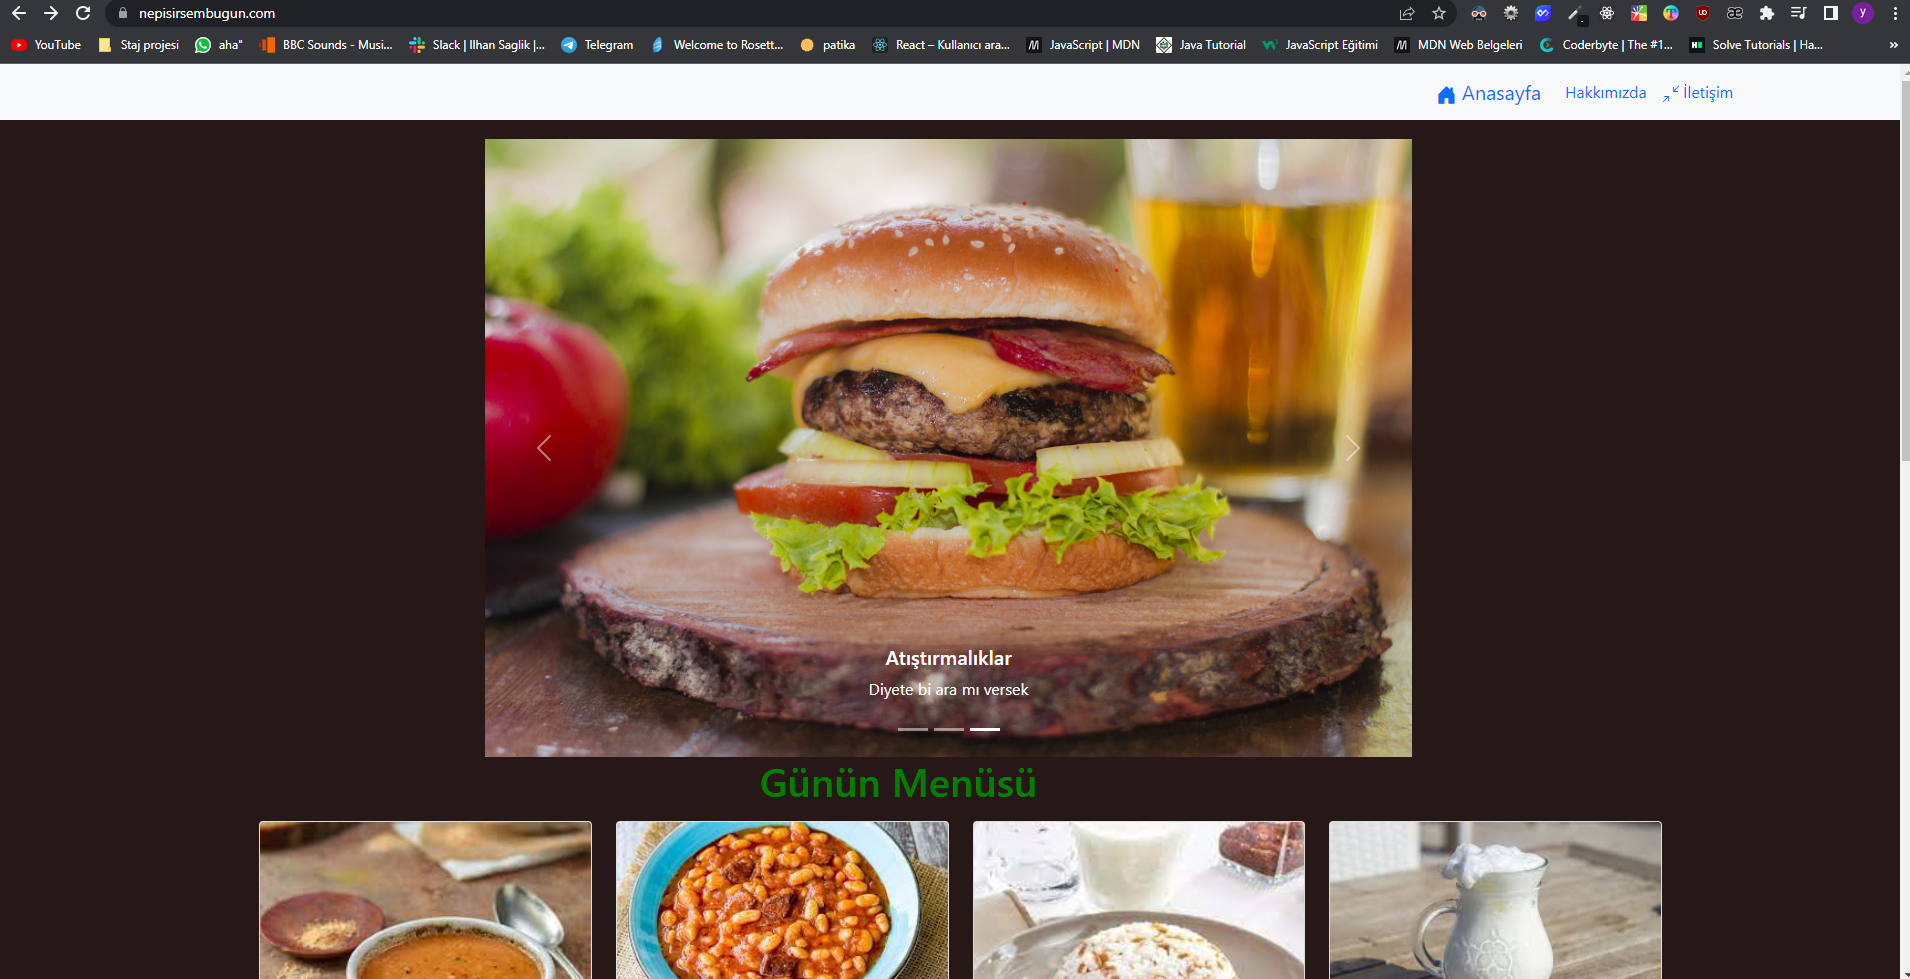 nepisirsembugun.com
YouTube
Staj projesi
aha"
BBC Sounds - Musi...
Slack | Ilhan Saglik |...
Telegram
Welcome to Rosett...
patika
React – Kullanıcı ara...
JavaScript | MDN
Java Tutorial
JavaScript Eğitimi
MDN Web Belgeleri
Coderbyte | The #1...
Solve Tutorials | Ha...
»
Anasayfa
Hakkımızda
İletişim
Atıştırmalıklar
Diyete bi ara mı versek
Günün Menüsü